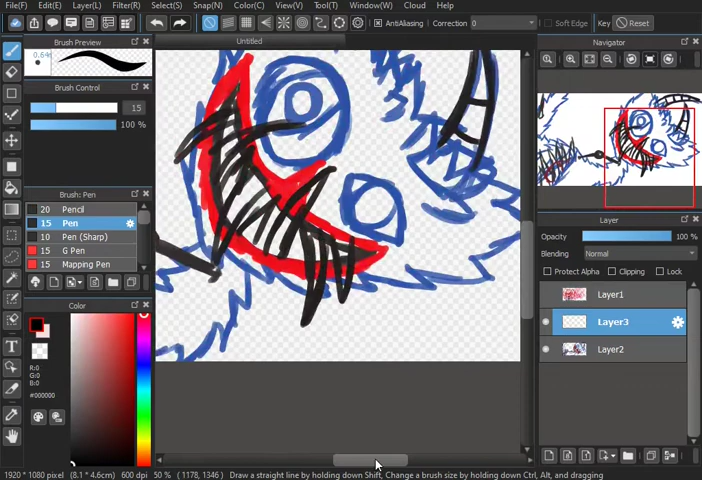 File(F) Edit(E) Layer(L) Filter(R) Select(S) Snap(N) Color(C) View(V) Tool(T) Window(W) Cloud Help(H)
AntiAliasing Correction 0 Soft Edge Key Reset
Brush Preview
Untitled
Navigator
Brush Control
15
100 %
Brush: Pen
20 Pencil
15 Pen
10 Pen (Sharp)
15 G Pen
15 Mapping Pen
Color
R:0
G:0
B:0
#000000
Layer
Opacity 100 %
Blending Normal
Protect Alpha Clipping Lock
Layer1
Layer3
Layer2
1920 * 1080 pixel (8.1 * 4.6cm) 600 dpi 50 % ( 1178, 1346 ) Draw a straight line by holding down Shift, Change a brush size by holding down Ctrl, Alt, and dragging